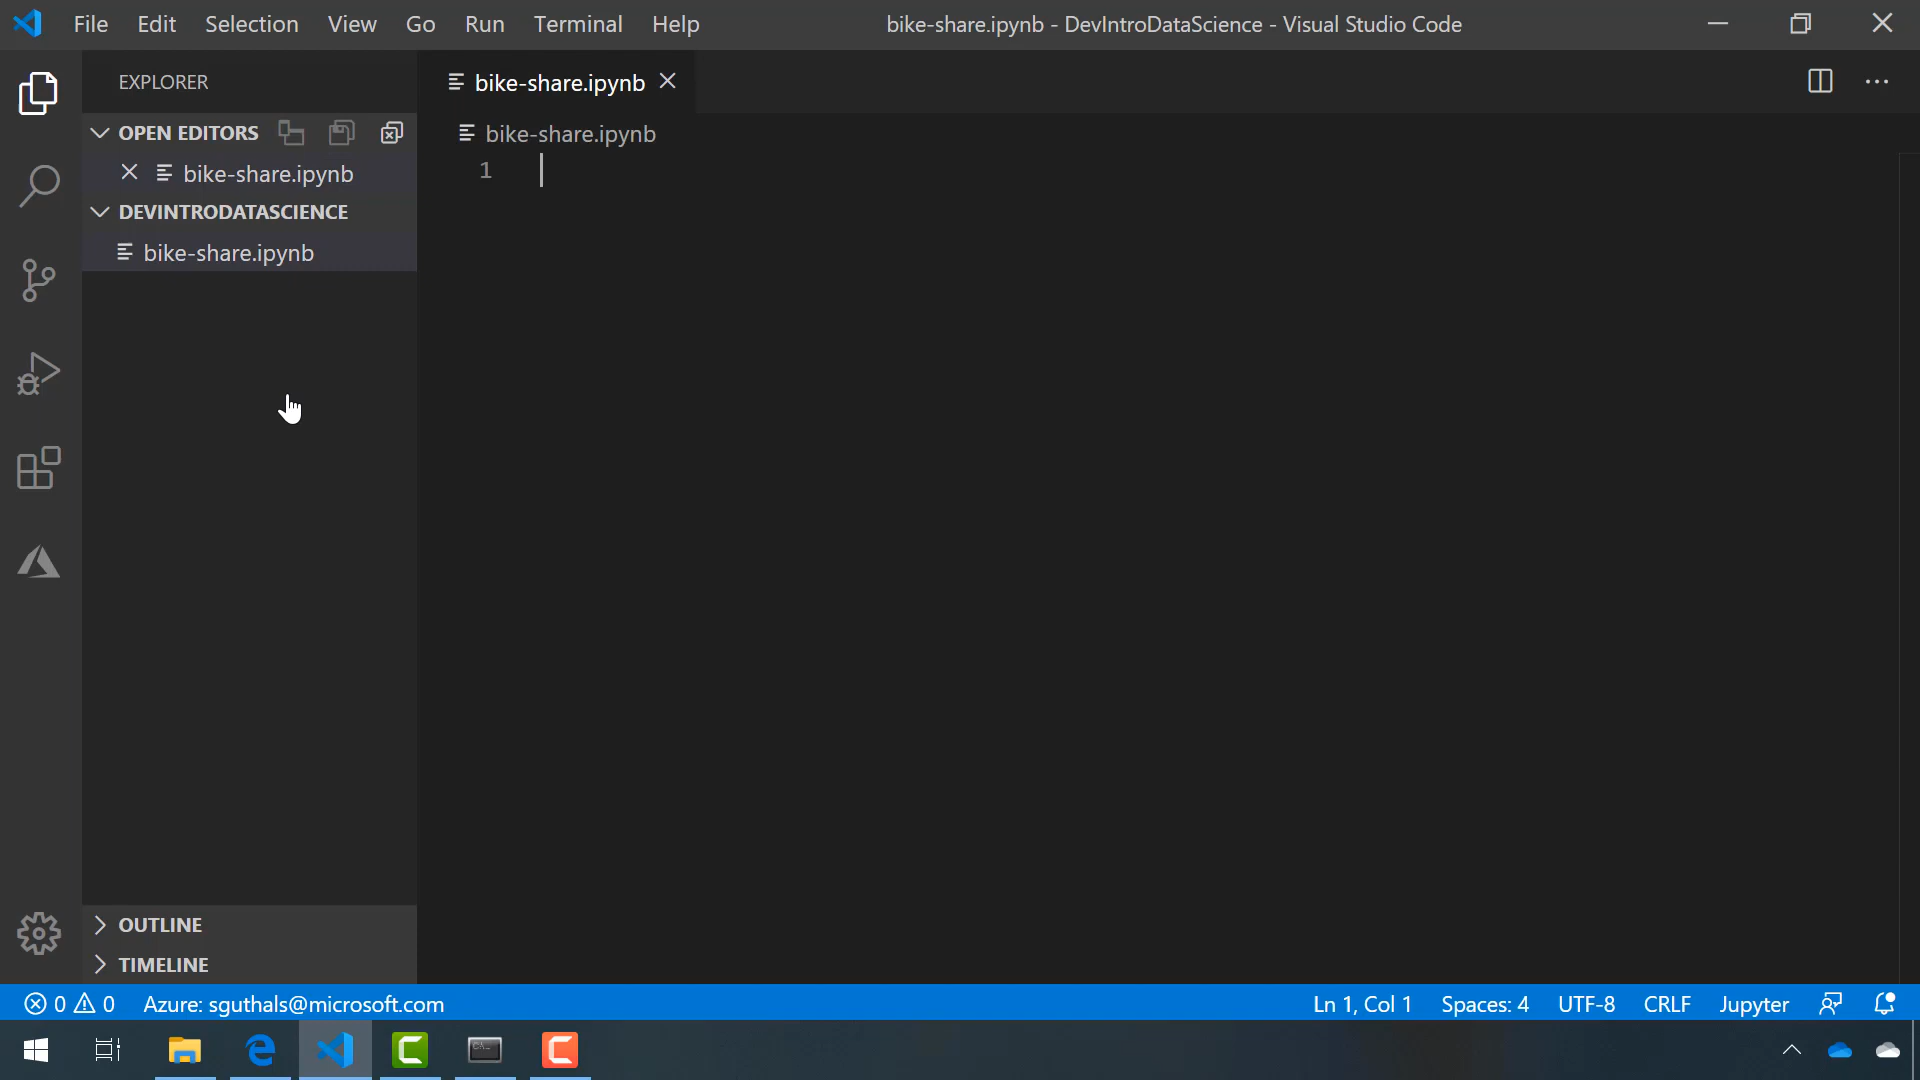 File Edit Selection View Go Run Terminal Help bike-share.ipynb - DevIntroDataScience - Visual Studio Code
EXPLORER
bike-share.ipynb
OPEN EDITORS
bike-share.ipynb
bike-share.ipynb
1
DEVINTRODATASCIENCE
bike-share.ipynb
OUTLINE
TIMELINE
0 0 Azure: sguthals@microsoft.com Ln 1, Col 1 Spaces: 4 UTF-8 CRLF Jupyter